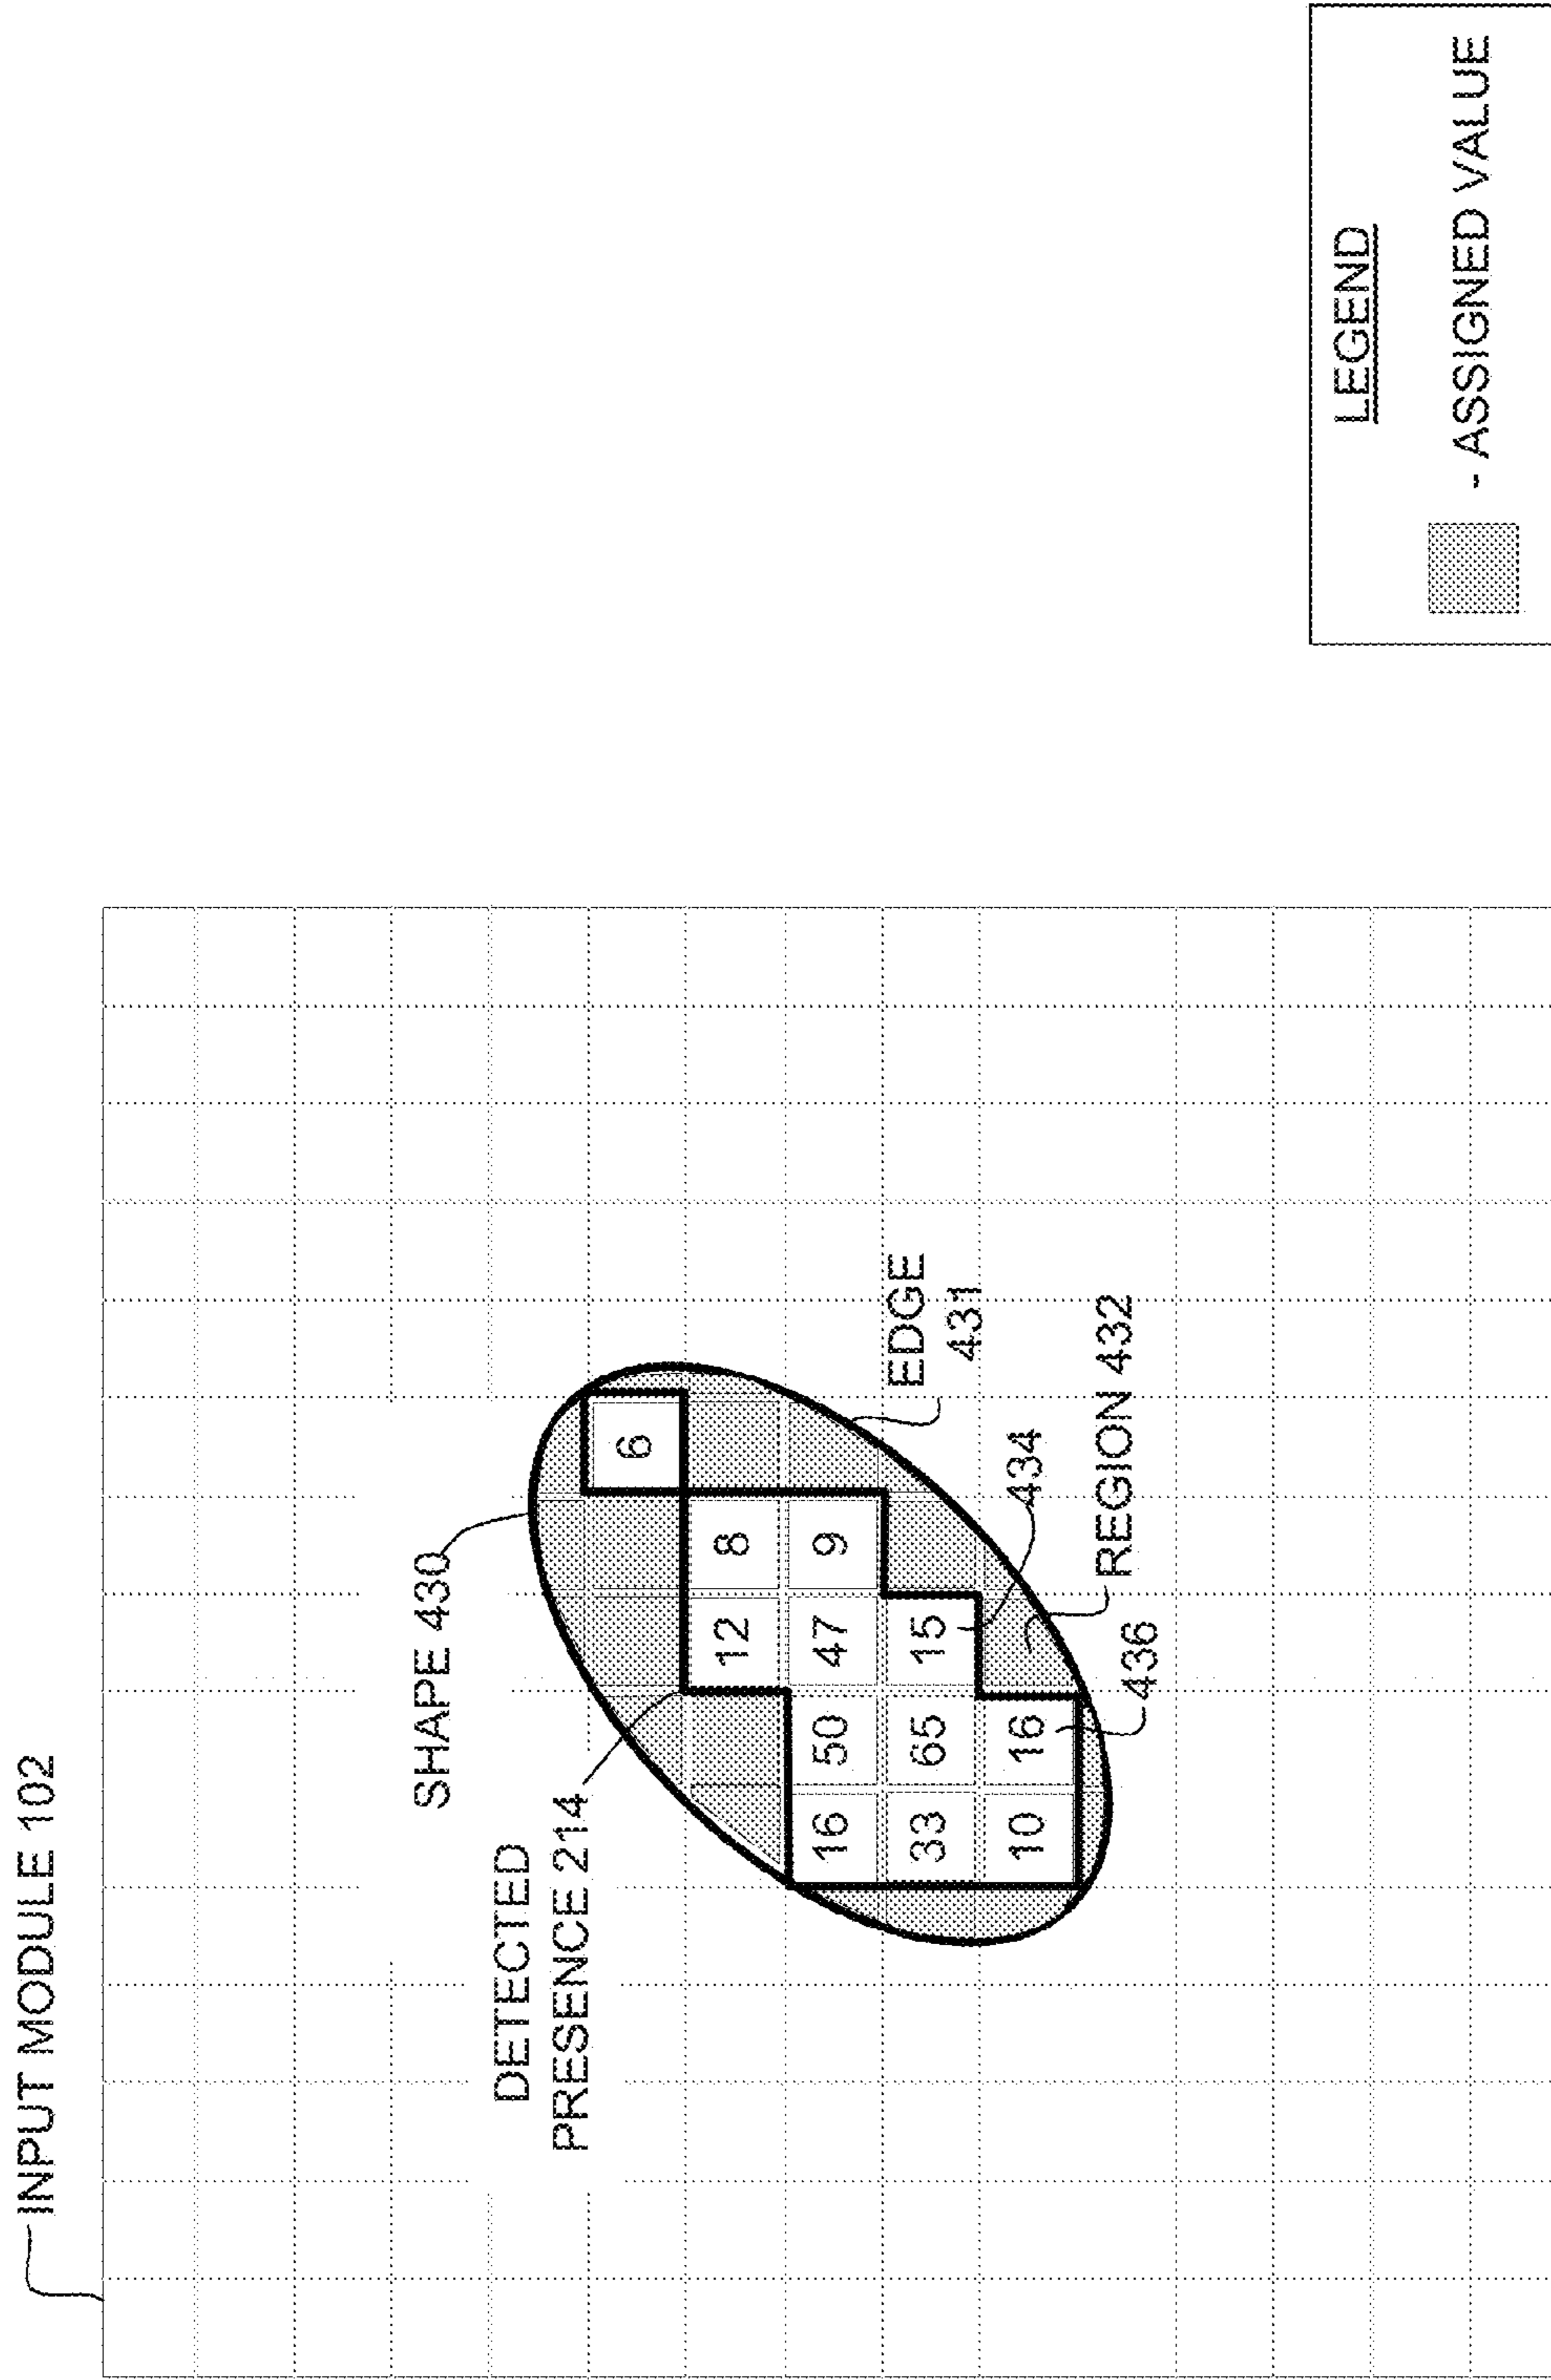 INPUT MODULE 102
SHAPE 430
DETECTED
PRESENCE 214
6
12 8
16 50 47 9
33 65 15
10 16
EDGE
431
434
REGION 432
436
LEGEND
- ASSIGNED VALUE